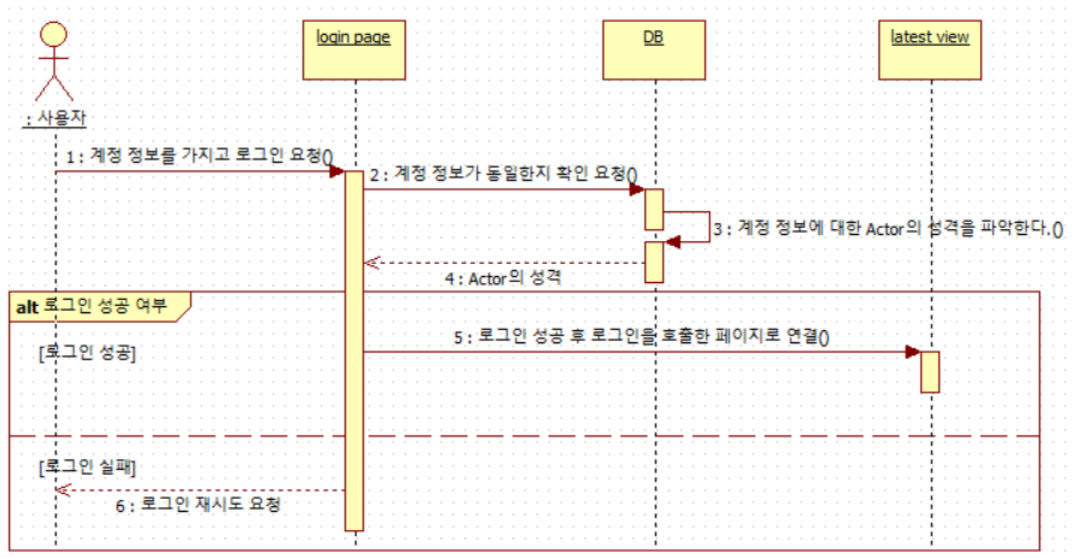 login page
DB
latest view
: 사용자
1 : 계정 정보를 가지고 로그인 요청()
2 : 계정 정보가 동일한지 확인 요청()
3 : 계정 정보에 대한 Actor의 성격을 파악한다.()
4 : Actor의 성격
alt 로그인 성공 여부
5 : 로그인 성공 후 로그인을 호출한 페이지로 연결()
[로그인 성공]
[로그인 실패]
6 : 로그인 재시도 요청